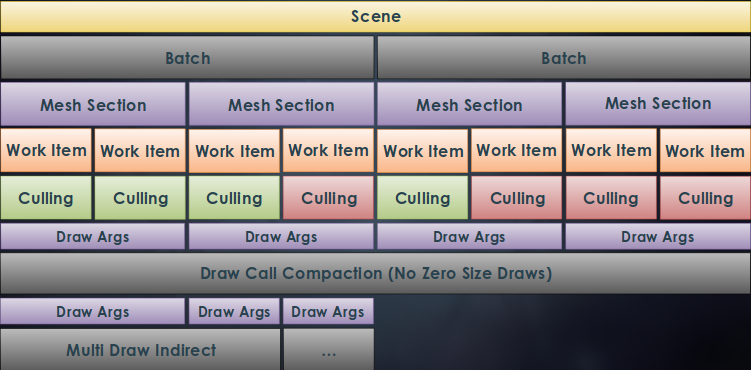 Scene
Batch Batch
Mesh Section Mesh Section Mesh Section Mesh Section
Work Item Work Item Work Item Work Item Work Item Work Item Work Item Work Item
Culling Culling Culling Culling Culling Culling Culling Culling
Draw Args Draw Args Draw Args Draw Args
Draw Call Compaction (No Zero Size Draws)
Draw Args Draw Args Draw Args
Multi Draw Indirect ...